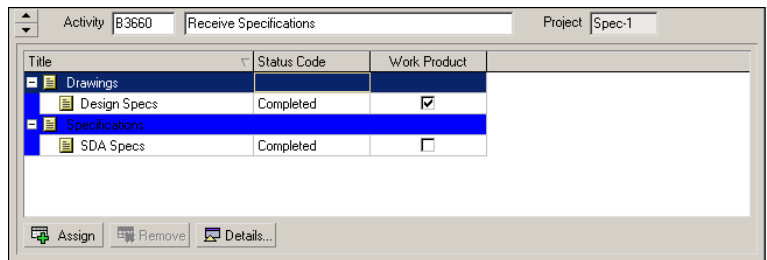 Activity B3660 Receive Specifications Project Spec-1
Title Status Code Work Product
Drawings
Design Specs Completed
Specifications
SDA Specs Completed
Assign Remove Details...